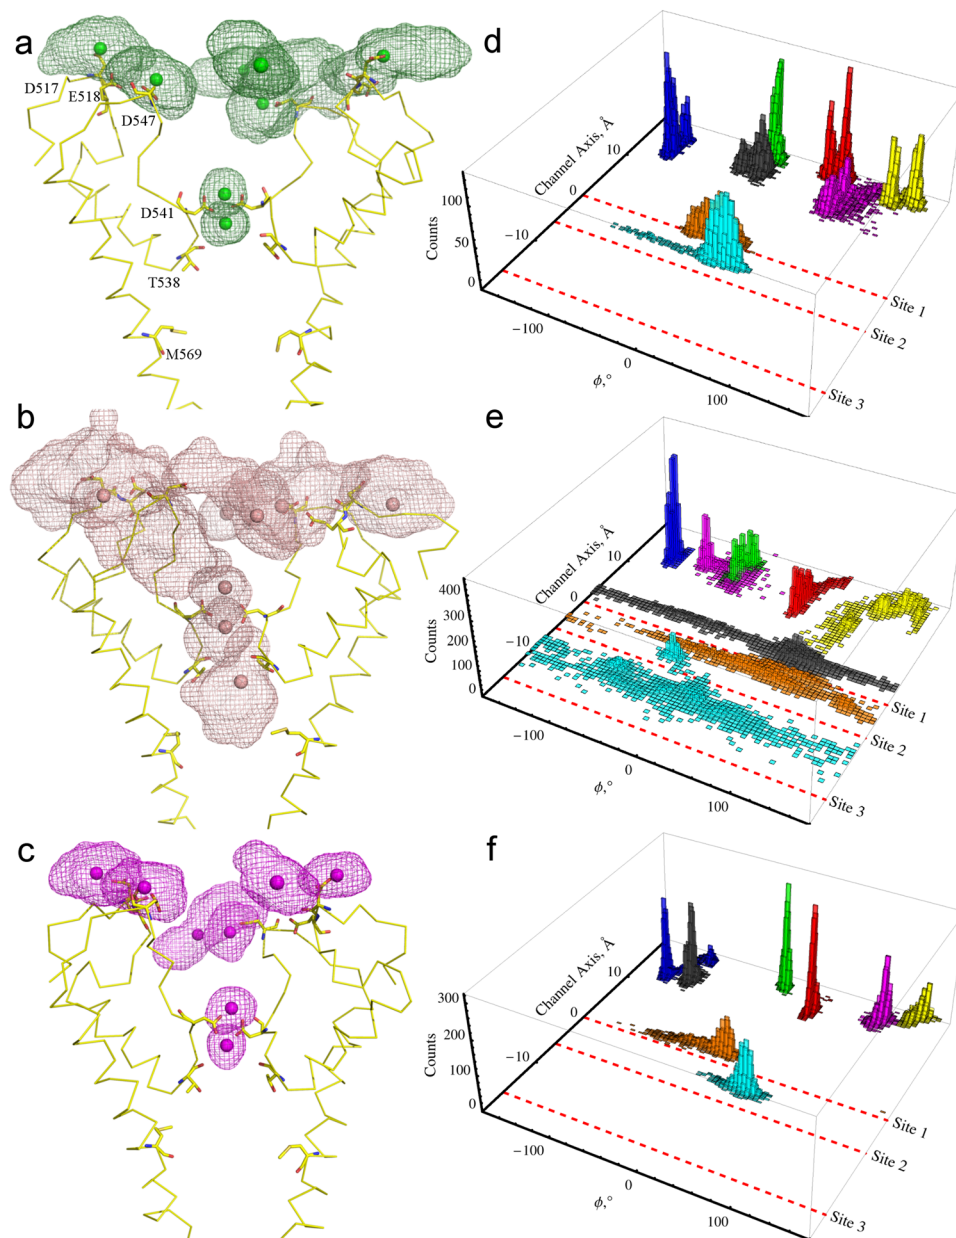 a
D517
E518
D547
D541
T538
M569
d
Channel Axis, Å
10
0
−10
Counts
100
50
0
−100
0
100
ϕ,°
Site 1
Site 2
Site 3
b
e
Channel Axis, Å
10
0
−10
Counts
400
300
200
100
0
−100
0
100
ϕ,°
Site 1
Site 2
Site 3
c
f
Channel Axis, Å
10
0
−10
Counts
300
200
100
0
−100
0
100
ϕ,°
Site 1
Site 2
Site 3